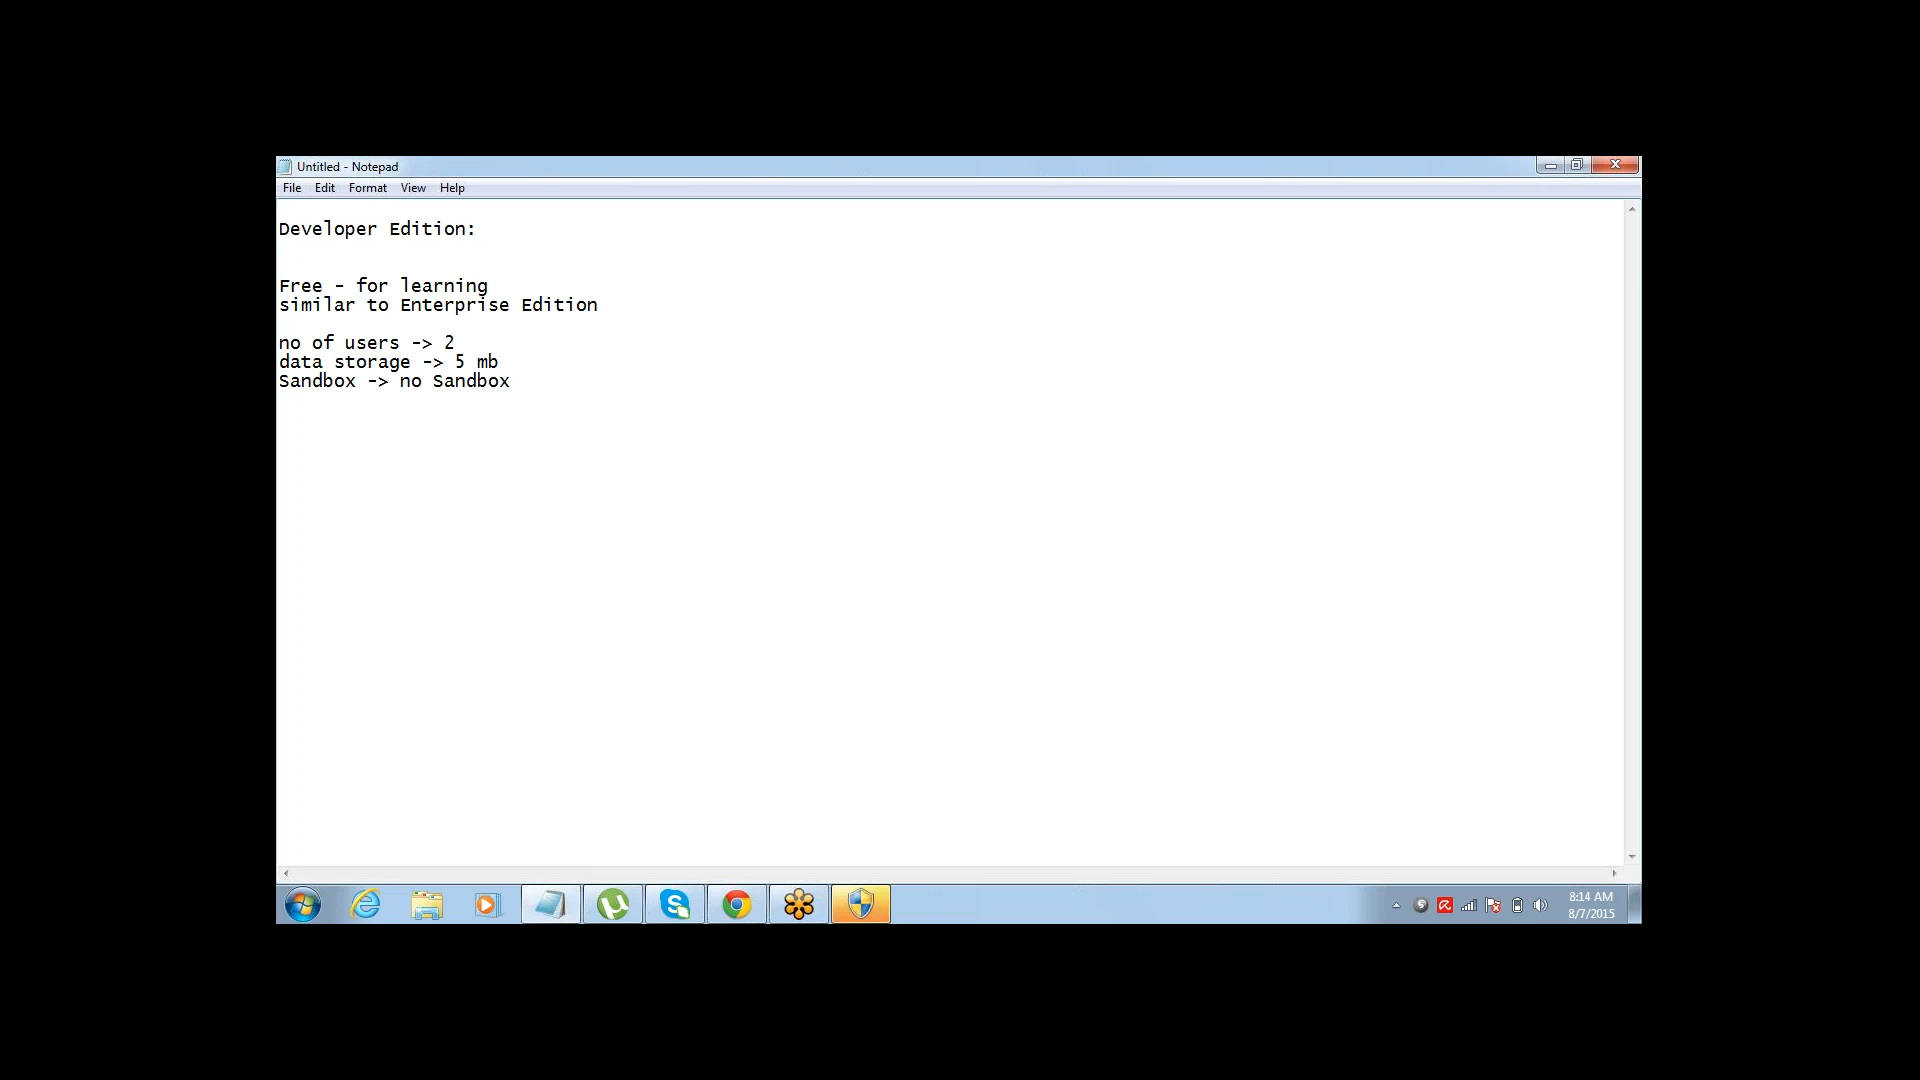 Untitled - Notepad
File Edit Format View Help
Developer Edition:
Free - for learning
similar to Enterprise Edition
no of users -> 2
data storage -> 5 mb
Sandbox -> no Sandbox
8:14 AM
8/7/2015